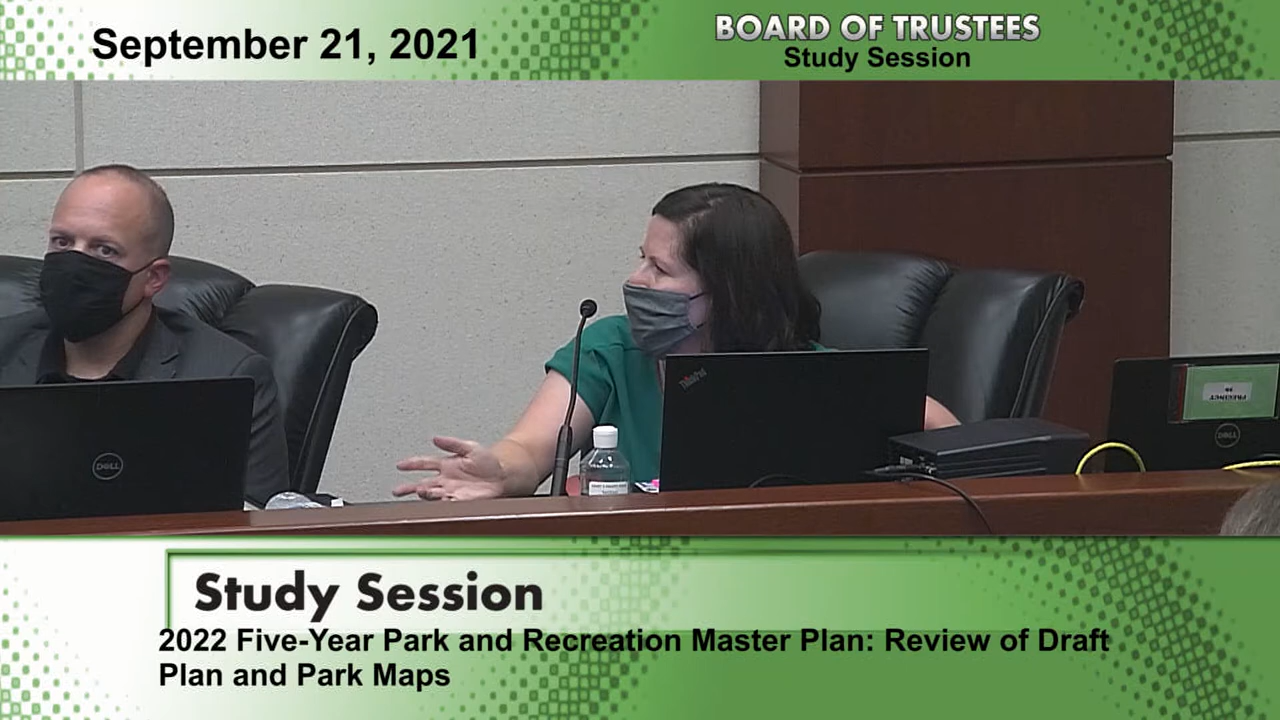 September 21, 2021
BOARD OF TRUSTEES
Study Session
ThinkPad
PRECINCT
DELL
DELL
Study Session
2022 Five-Year Park and Recreation Master Plan: Review of Draft
Plan and Park Maps